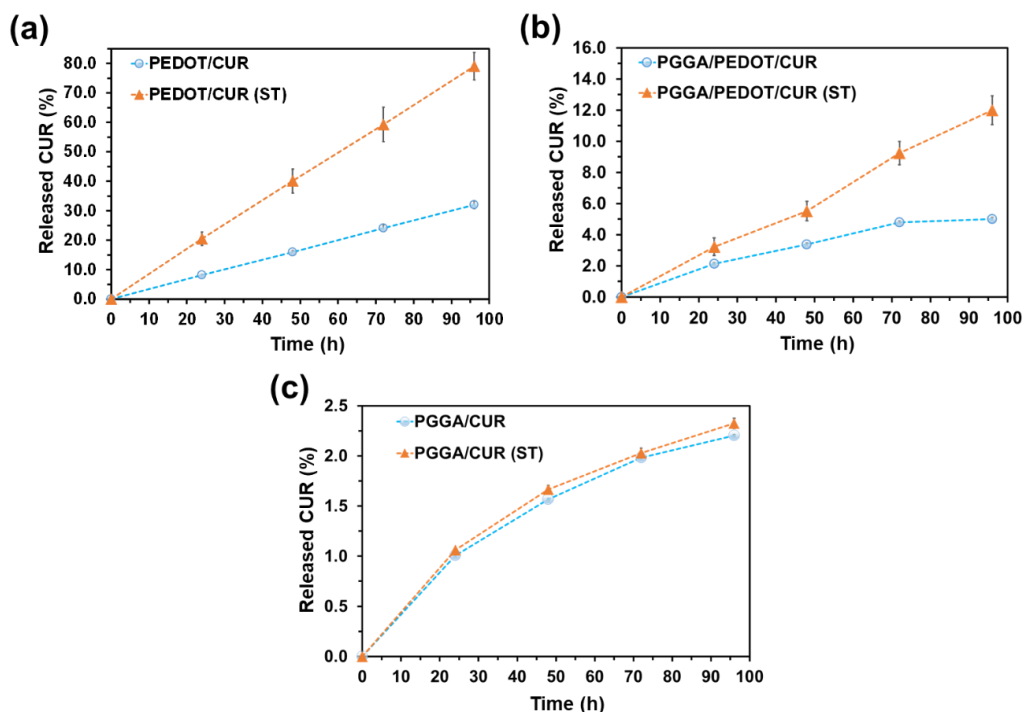 (a)
PEDOT/CUR
PEDOT/CUR (ST)
Released CUR (%)
80.0
70.0
60.0
50.0
40.0
30.0
20.0
10.0
0.0
0 10 20 30 40 50 60 70 80 90 100
Time (h)
(b)
PGGA/PEDOT/CUR
PGGA/PEDOT/CUR (ST)
Released CUR (%)
16.0
14.0
12.0
10.0
8.0
6.0
4.0
2.0
0.0
0 10 20 30 40 50 60 70 80 90 100
Time (h)
(c)
PGGA/CUR
PGGA/CUR (ST)
Released CUR (%)
2.5
2.0
1.5
1.0
0.5
0.0
0 10 20 30 40 50 60 70 80 90 100
Time (h)